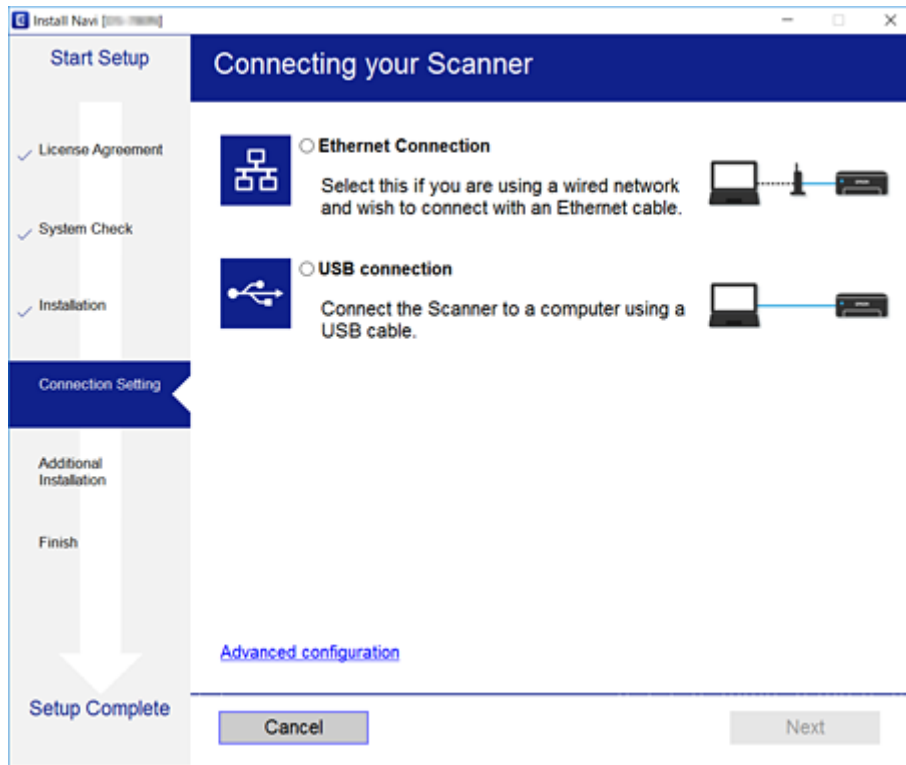 Install Navi
Start Setup
Connecting your Scanner
License Agreement
System Check
Installation
Connection Setting
Additional
Installation
Finish
Setup Complete
Ethernet Connection
Select this if you are using a wired network
and wish to connect with an Ethernet cable.
USB connection
Connect the Scanner to a computer using a
USB cable.
Advanced configuration
Cancel
Next